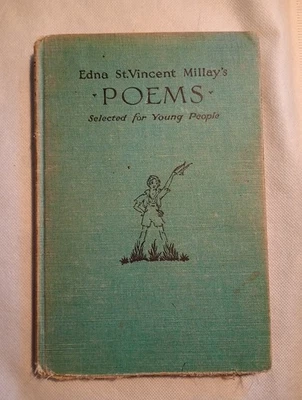 Edna St.Vincent Millay's
· POEMS ·
Selected for Young People